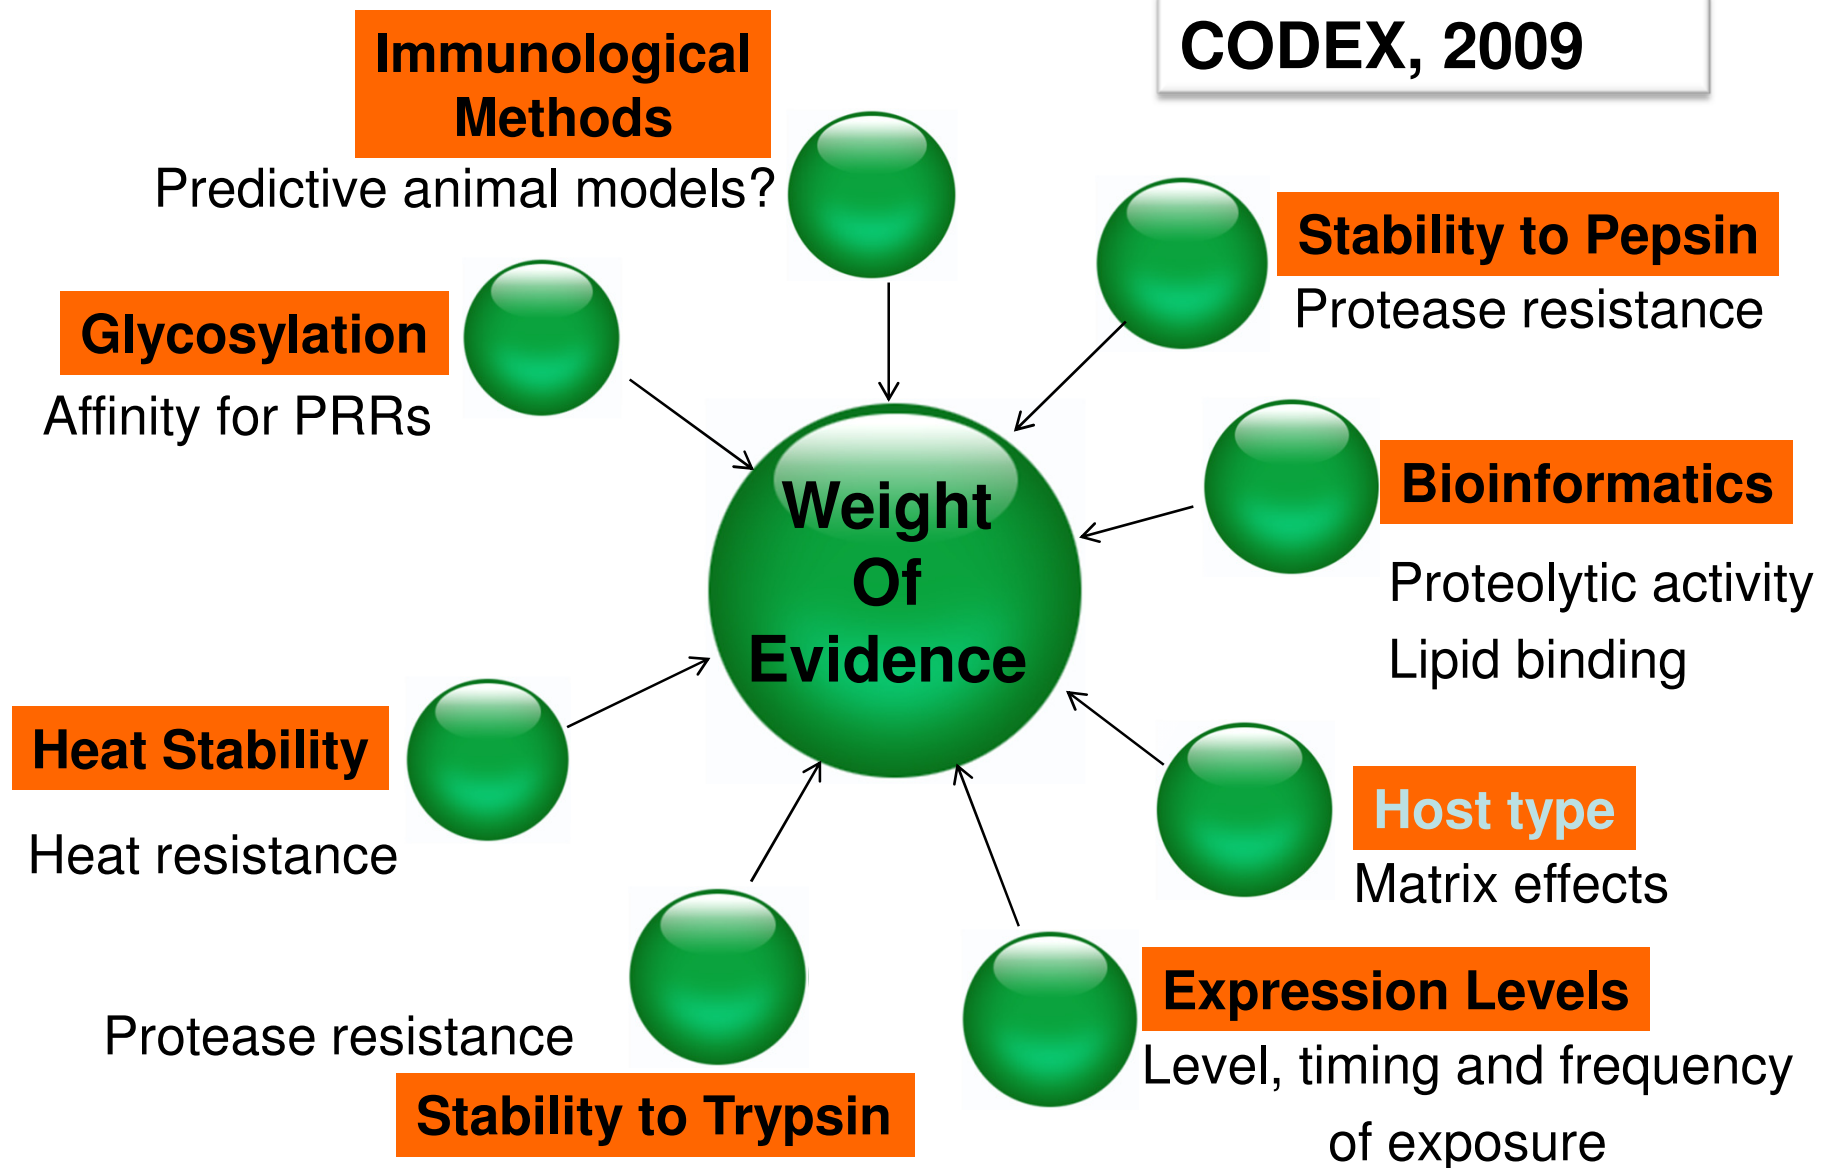 CODEX, 2009
Immunological
Methods
Predictive animal models?
Stability to Pepsin
Protease resistance
Glycosylation
Affinity for PRRs
Bioinformatics
Proteolytic activity
Lipid binding
Weight
Of
Evidence
Heat Stability
Heat resistance
Host type
Matrix effects
Expression Levels
Level, timing and frequency
of exposure
Protease resistance
Stability to Trypsin